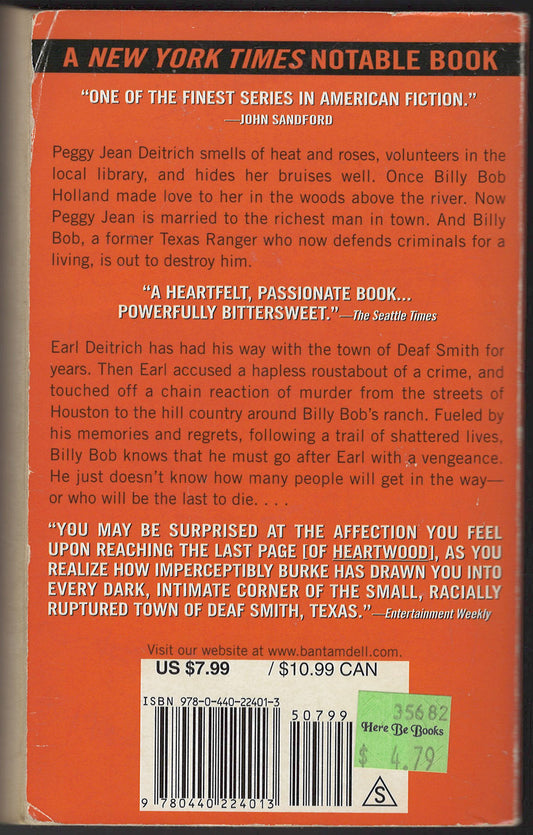 A NEW YORK TIMES NOTABLE BOOK
"ONE OF THE FINEST SERIES IN AMERICAN FICTION."
—JOHN SANDFORD
Peggy Jean Deitrich smells of heat and roses, volunteers in the
local library, and hides her bruises well. Once Billy Bob
Holland made love to her in the woods above the river. Now
Peggy Jean is married to the richest man in town. And Billy
Bob, a former Texas Ranger who now defends criminals for a
living, is out to destroy him.
"A HEARTFELT, PASSIONATE BOOK...
POWERFULLY BITTERSWEET."—The Seattle Times
Earl Deitrich has had his way with the town of Deaf Smith for
years. Then Earl accused a hapless roustabout of a crime, and
touched off a chain reaction of murder from the streets of
Houston to the hill country around Billy Bob's ranch. Fueled by
his memories and regrets, following a trail of shattered lives,
Billy Bob knows that he must go after Earl with a vengeance.
He just doesn't know how many people will get in the way—
or who will be the last to die. . . .
"YOU MAY BE SURPRISED AT THE AFFECTION YOU FEEL
UPON REACHING THE LAST PAGE [OF HEARTWOOD], AS YOU
REALIZE HOW IMPERCEPTIBLY BURKE HAS DRAWN YOU INTO
EVERY DARK, INTIMATE CORNER OF THE SMALL, RACIALLY
RUPTURED TOWN OF DEAF SMITH, TEXAS."—Entertainment Weekly
Visit our website at www.bantamdell.com.
US $7.99 / $10.99 CAN
ISBN 978-0-440-22401-3
50799
9 780440 224013
S
35682
Here Be Books
$ 4.79